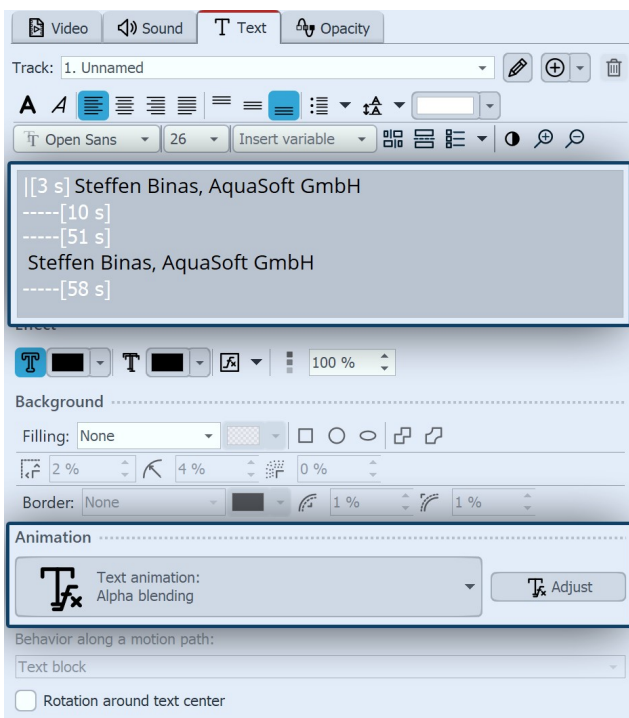 Video Sound Text Opacity
Track: 1. Unnamed
A A
Open Sans 26 Insert variable
|[3 s] Steffen Binas, AquaSoft GmbH
-----[10 s]
-----[51 s]
Steffen Binas, AquaSoft GmbH
-----[58 s]
Effect
T T fx 100 %
Background
Filling: None
2 % 4 % 0 %
Border: None 1 % 1 %
Animation
Text animation:
Alpha blending
Adjust
Behavior along a motion path:
Text block
Rotation around text center